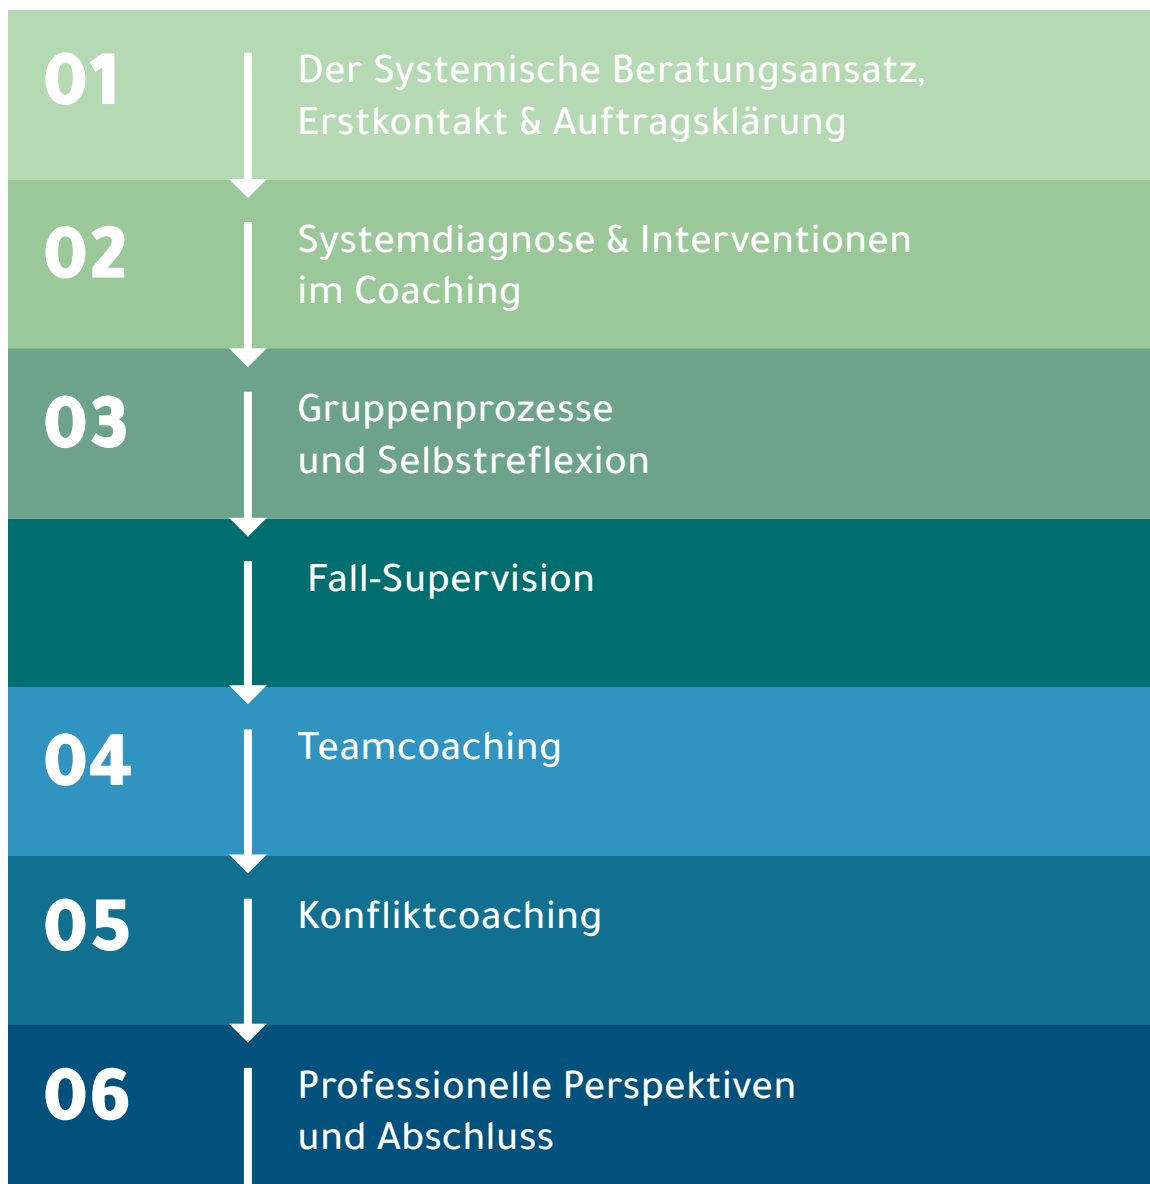 01
Der Systemische Beratungsansatz,
Erstkontakt & Auftragsklärung
02
Systemdiagnose & Interventionen
im Coaching
03
Gruppenprozesse
und Selbstreflexion
Fall-Supervision
04
Teamcoaching
05
Konfliktcoaching
06
Professionelle Perspektiven
und Abschluss